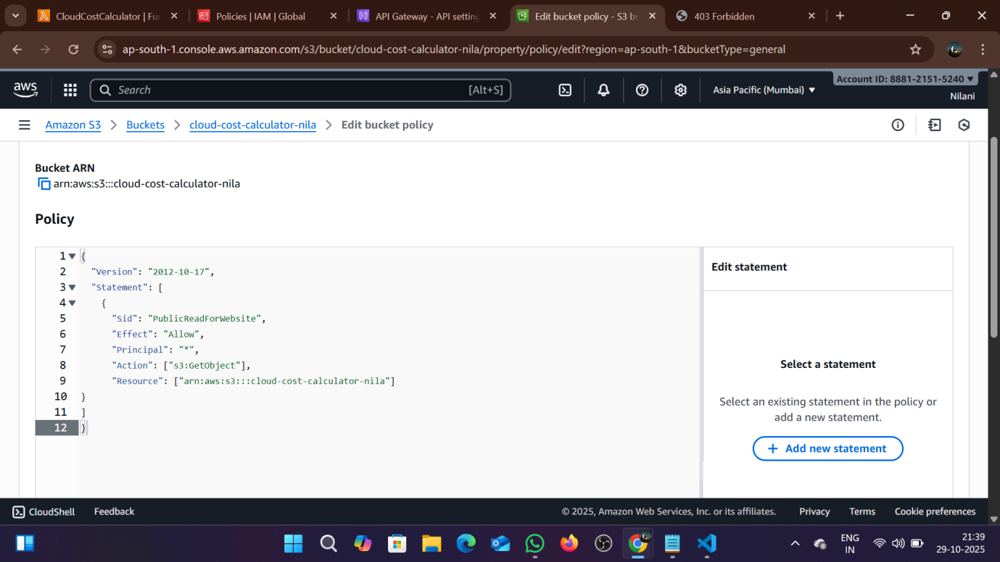 CloudCostCalculator | Fur
Policies | IAM | Global
API Gateway - API setting
Edit bucket policy - S3 bu
403 Forbidden
ap-south-1.console.aws.amazon.com/s3/bucket/cloud-cost-calculator-nila/property/policy/edit?region=ap-south-1&bucketType=general
aws
Search
[Alt+S]
Asia Pacific (Mumbai)
Account ID: 8881-2151-5240
Nilani
Amazon S3
Buckets
cloud-cost-calculator-nila
Edit bucket policy
Bucket ARN
arn:aws:s3:::cloud-cost-calculator-nila
Policy
1 {
2 "Version": "2012-10-17",
3 "Statement": [
4 {
5 "Sid": "PublicReadForWebsite",
6 "Effect": "Allow",
7 "Principal": "*",
8 "Action": ["s3:GetObject"],
9 "Resource": ["arn:aws:s3:::cloud-cost-calculator-nila"]
10 }
11 ]
12 }
Edit statement
Select a statement
Select an existing statement in the policy or
add a new statement.
+ Add new statement
CloudShell
Feedback
© 2025, Amazon Web Services, Inc. or its affiliates.
Privacy
Terms
Cookie preferences
ENG
IN
21:39
29-10-2025